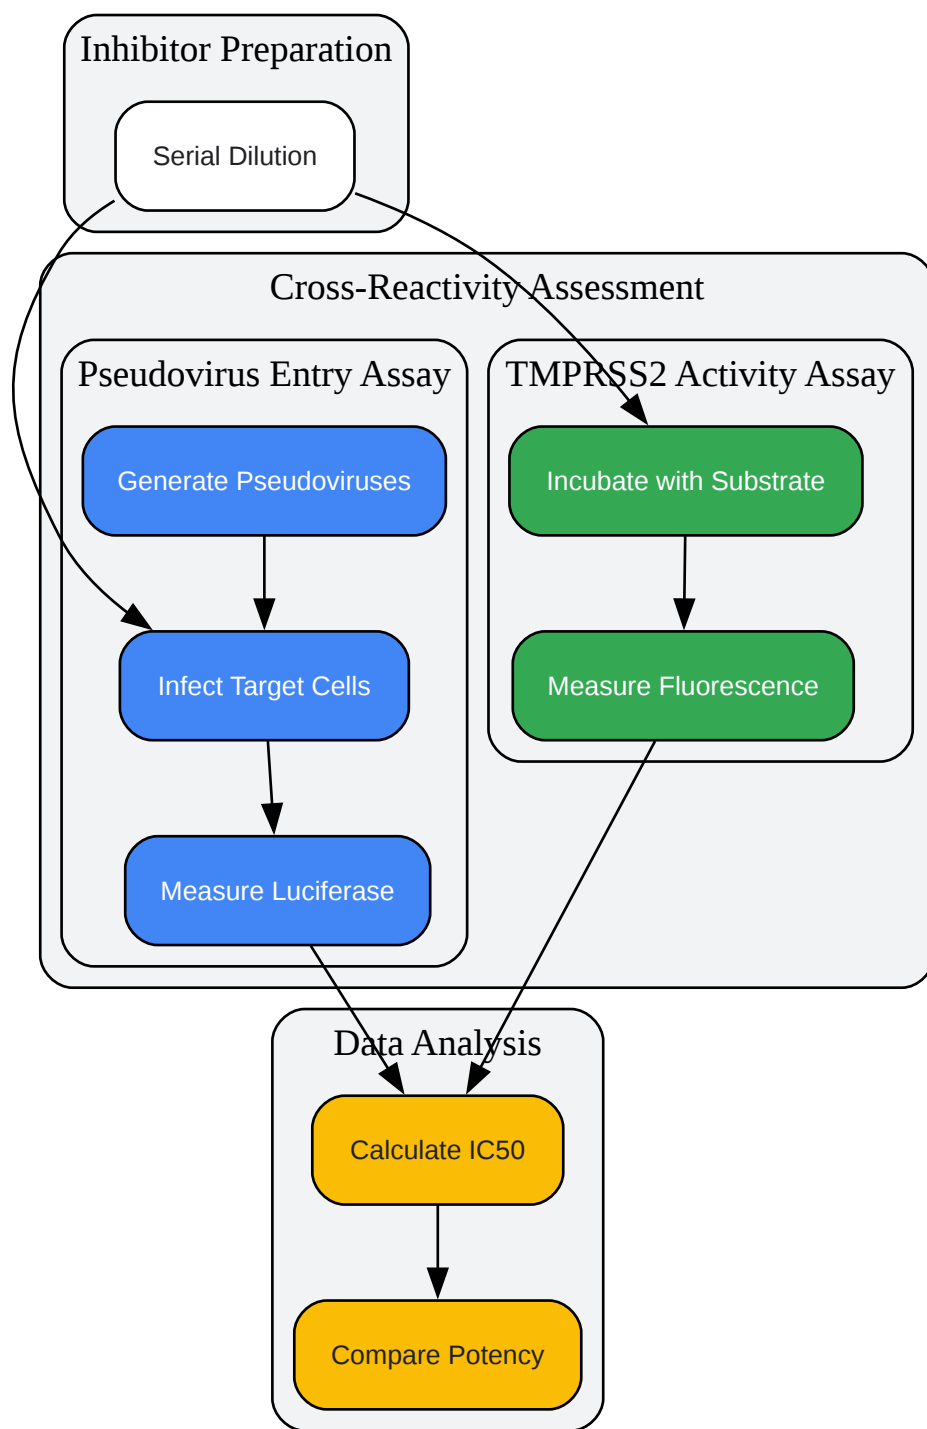 Inhibitor Preparation
Serial Dilution
Cross-Reactivity Assessment
Pseudovirus Entry Assay
TMPRSS2 Activity Assay
Generate Pseudoviruses
Incubate with Substrate
Infect Target Cells
Measure Fluorescence
Measure Luciferase
Data Analysis
Calculate IC50
Compare Potency